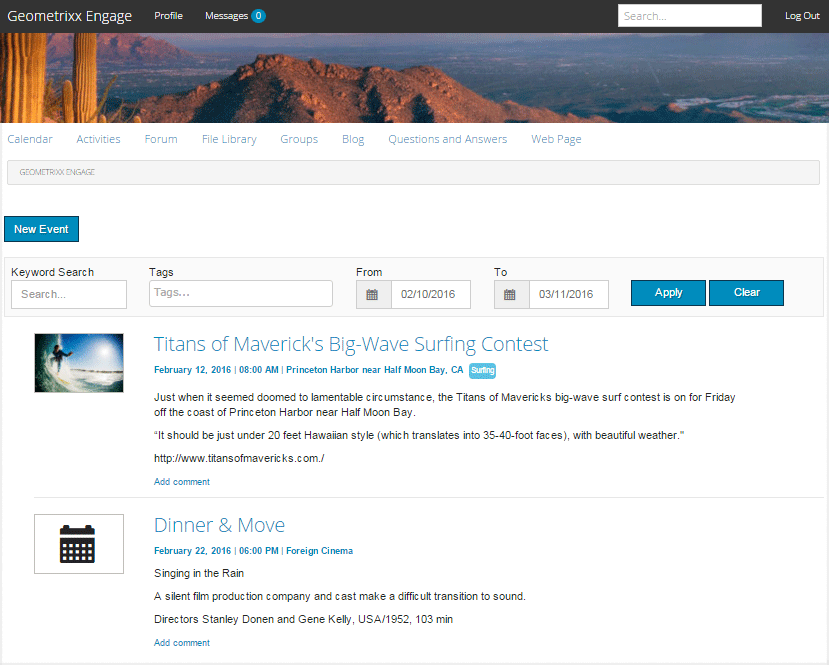 Geometrixx Engage Profile Messages 0 Search... Log Out
Calendar Activities Forum File Library Groups Blog Questions and Answers Web Page
GEOMETRIXX ENGAGE
New Event
Keyword Search Tags From To
Search... Tags... 02/10/2016 03/11/2016 Apply Clear
Titans of Maverick's Big-Wave Surfing Contest
February 12, 2016 | 08:00 AM | Princeton Harbor near Half Moon Bay, CA Surfing
Just when it seemed doomed to lamentable circumstance, the Titans of Mavericks big-wave surf contest is on for Friday
off the coast of Princeton Harbor near Half Moon Bay.
“It should be just under 20 feet Hawaiian style (which translates into 35-40-foot faces), with beautiful weather."
http://www.titansofmavericks.com./
Add comment
Dinner & Move
February 22, 2016 | 06:00 PM | Foreign Cinema
Singing in the Rain
A silent film production company and cast make a difficult transition to sound.
Directors Stanley Donen and Gene Kelly, USA/1952, 103 min
Add comment